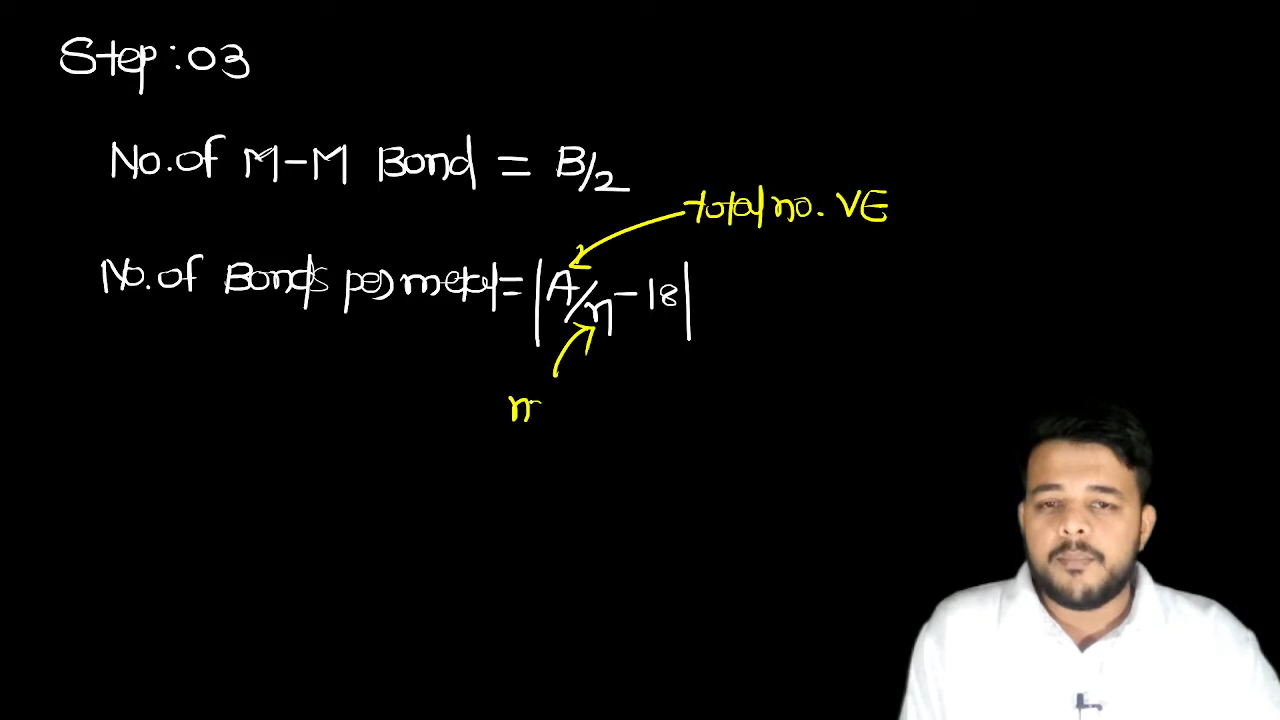 Step:03
No.of M-M Bond = B/2
total no. VE
No.of Bonds per metal = |A/n - 18|
n